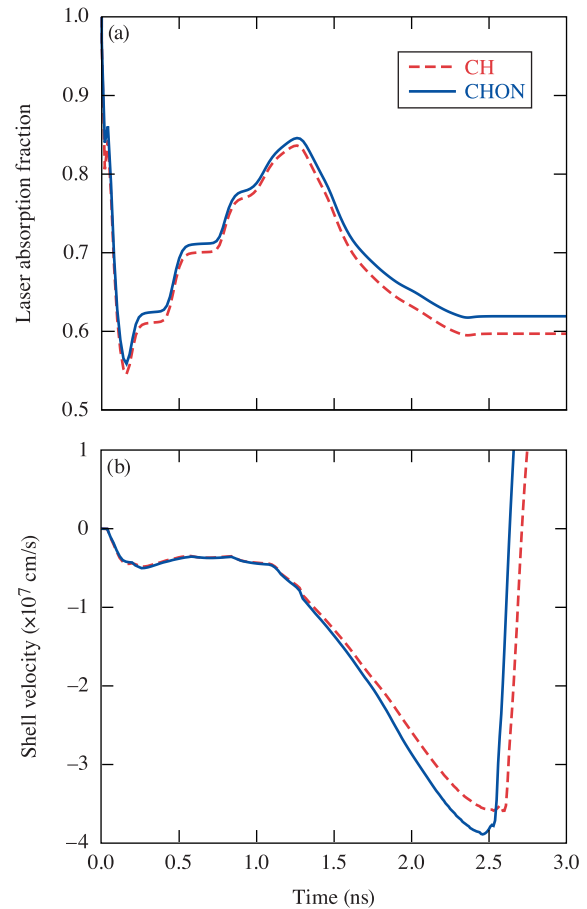 (a)
CH
CHON
Laser absorption fraction
1.0
0.9
0.8
0.7
0.6
0.5
(b)
Shell velocity (×10⁷ cm/s)
1
0
−1
−2
−3
−4
0.0 0.5 1.0 1.5 2.0 2.5 3.0
Time (ns)